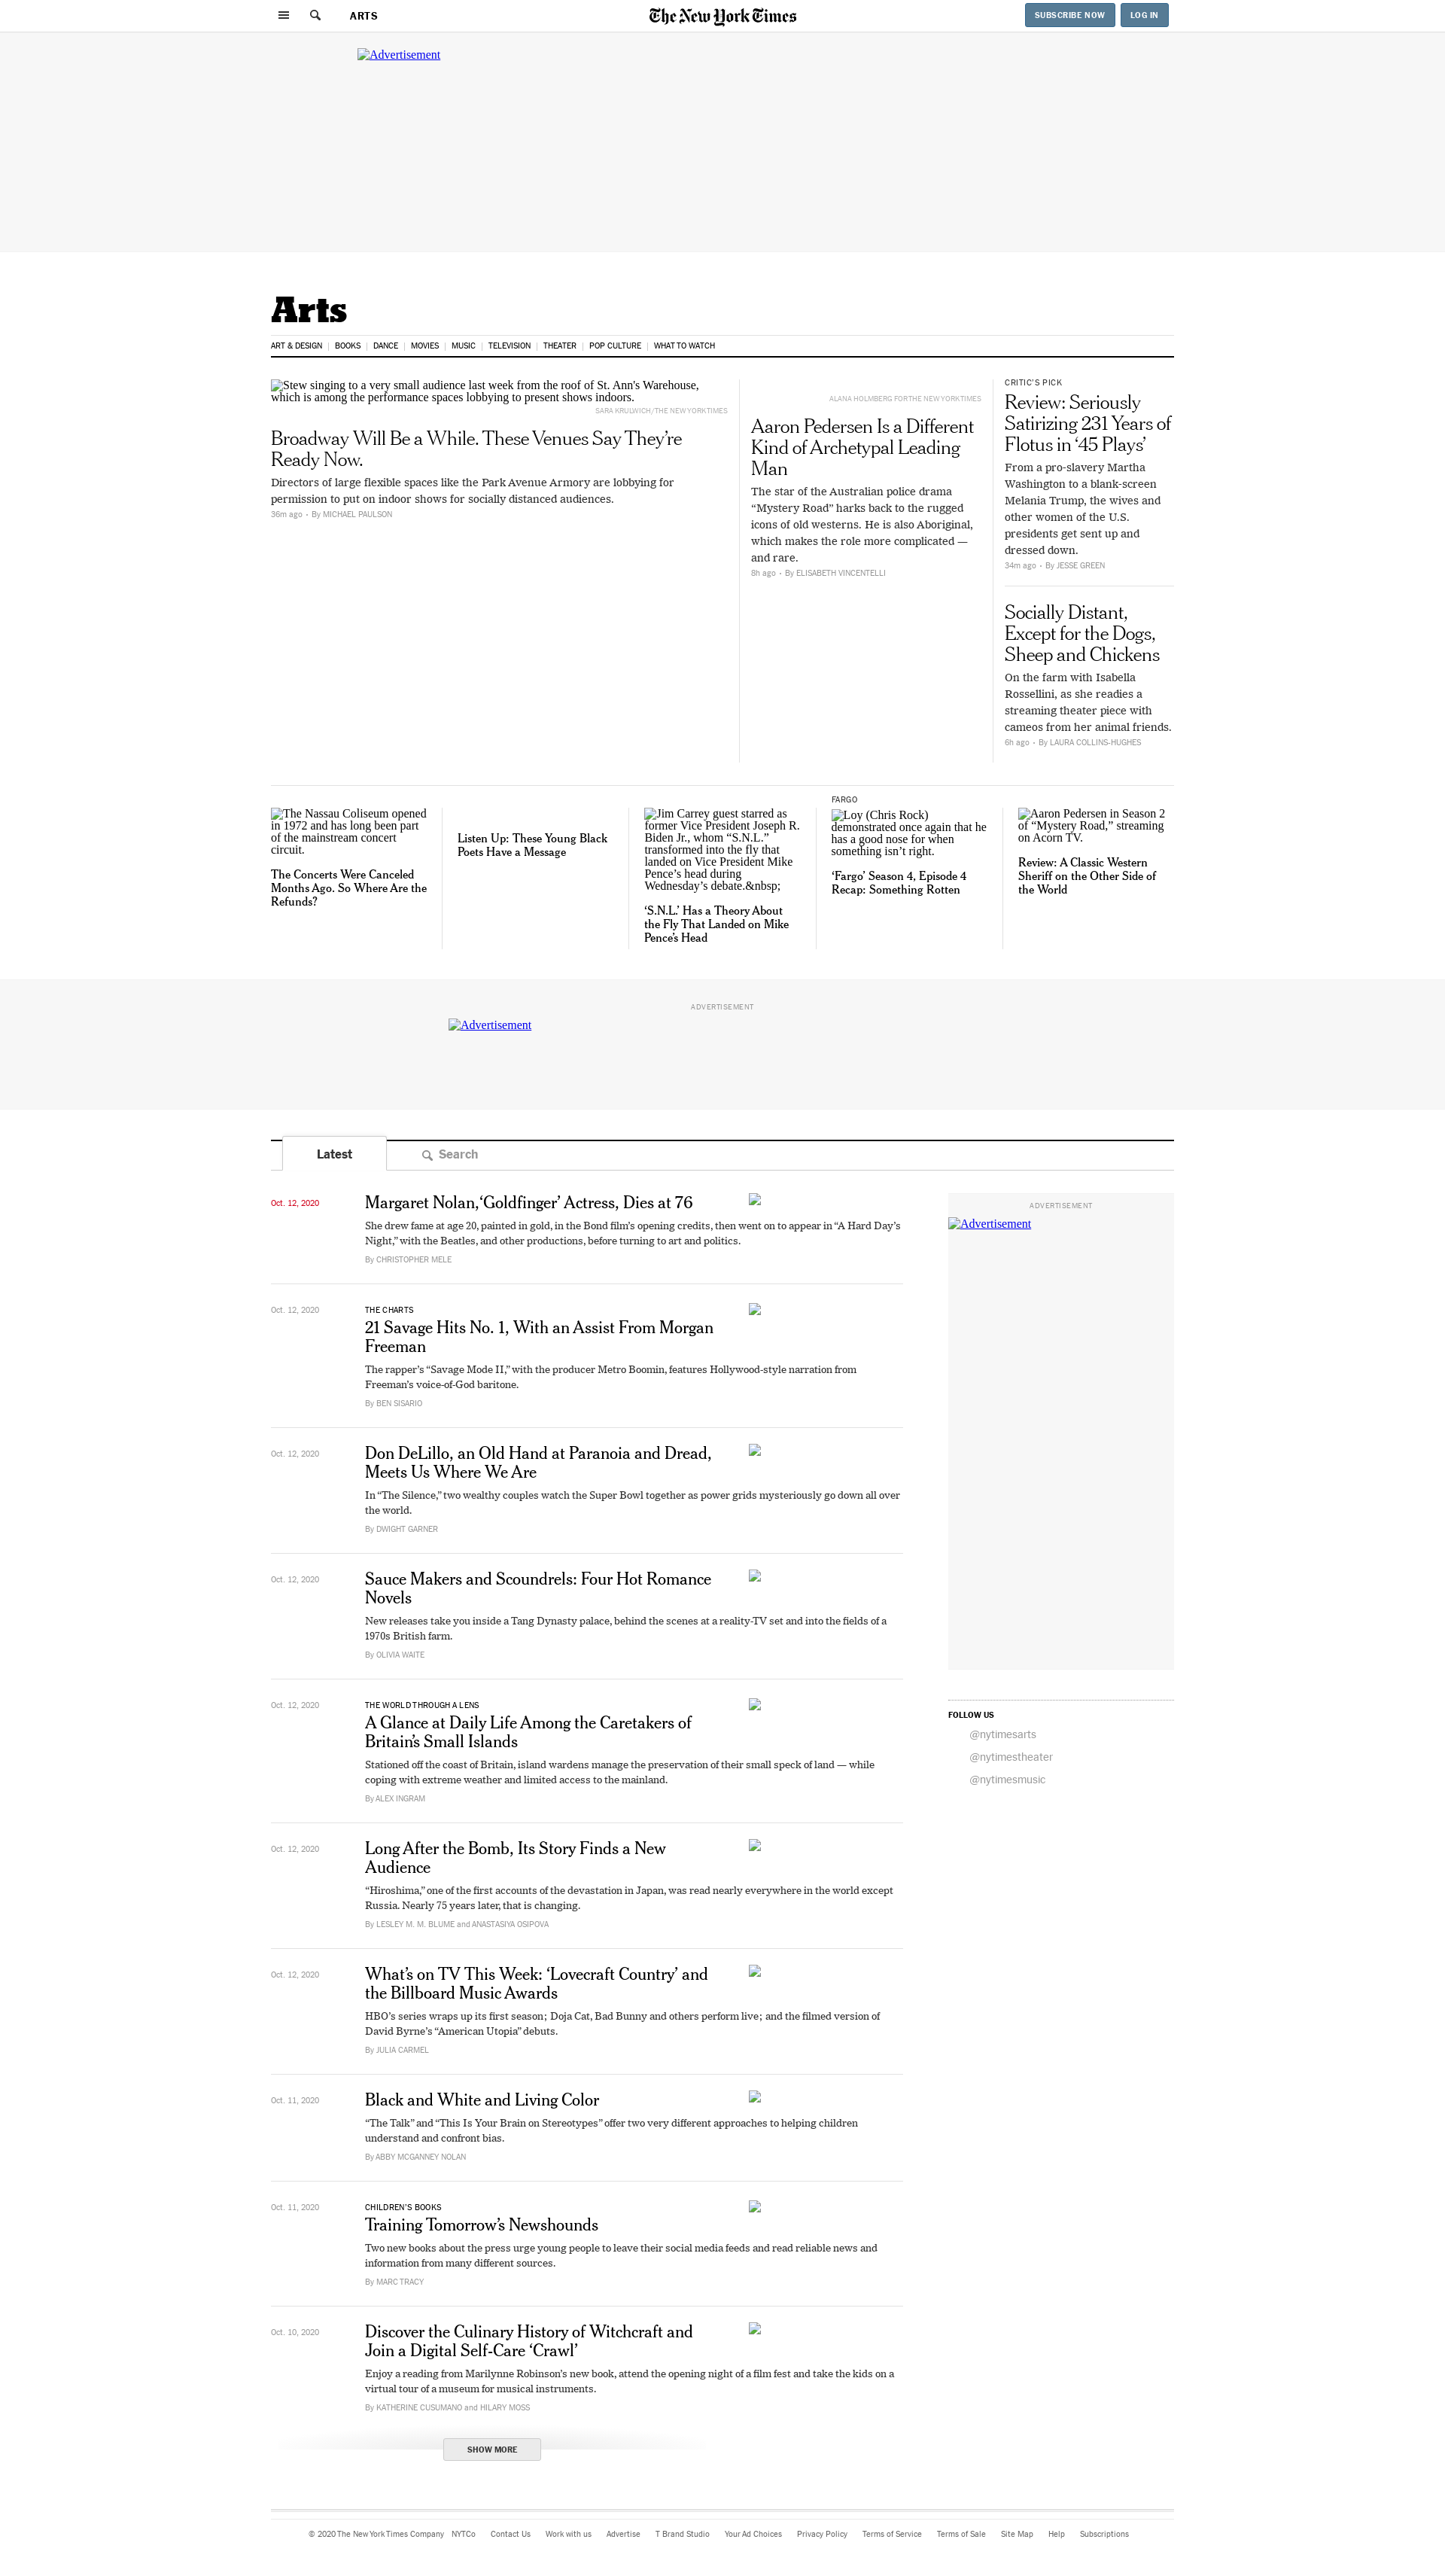 ARTS
The New York Times
SUBSCRIBE NOW
LOG IN
Advertisement
Arts
ART & DESIGN
BOOKS
DANCE
MOVIES
MUSIC
TELEVISION
THEATER
POP CULTURE
WHAT TO WATCH
Stew singing to a very small audience last week from the roof of St. Ann's Warehouse,
which is among the performance spaces lobbying to present shows indoors.
SARA KRULWICH/THE NEW YORK TIMES
Broadway Will Be a While. These Venues Say They’re
Ready Now.
Directors of large flexible spaces like the Park Avenue Armory are lobbying for
permission to put on indoor shows for socially distanced audiences.
36m ago • By MICHAEL PAULSON
ALANA HOLMBERG FOR THE NEW YORK TIMES
Aaron Pedersen Is a Different
Kind of Archetypal Leading
Man
The star of the Australian police drama
“Mystery Road” harks back to the rugged
icons of old westerns. He is also Aboriginal,
which makes the role more complicated —
and rare.
8h ago • By ELISABETH VINCENTELLI
CRITIC’S PICK
Review: Seriously
Satirizing 231 Years of
Flotus in ‘45 Plays’
From a pro-slavery Martha
Washington to a blank-screen
Melania Trump, the wives and
other women of the U.S.
presidents get sent up and
dressed down.
34m ago • By JESSE GREEN
Socially Distant,
Except for the Dogs,
Sheep and Chickens
On the farm with Isabella
Rossellini, as she readies a
streaming theater piece with
cameos from her animal friends.
6h ago • By LAURA COLLINS-HUGHES
The Nassau Coliseum opened
in 1972 and has long been part
of the mainstream concert
circuit.
The Concerts Were Canceled
Months Ago. So Where Are the
Refunds?
Listen Up: These Young Black
Poets Have a Message
Jim Carrey guest starred as
former Vice President Joseph R.
Biden Jr., whom “S.N.L.”
transformed into the fly that
landed on Vice President Mike
Pence’s head during
Wednesday’s debate.&nbsp;
‘S.N.L.’ Has a Theory About
the Fly That Landed on Mike
Pence’s Head
FARGO
Loy (Chris Rock)
demonstrated once again that he
has a good nose for when
something isn’t right.
‘Fargo’ Season 4, Episode 4
Recap: Something Rotten
Aaron Pedersen in Season 2
of “Mystery Road,” streaming
on Acorn TV.
Review: A Classic Western
Sheriff on the Other Side of
the World
ADVERTISEMENT
Advertisement
Latest
Search
Oct. 12, 2020
Margaret Nolan, ‘Goldfinger’ Actress, Dies at 76
She drew fame at age 20, painted in gold, in the Bond film’s opening credits, then went on to appear in “A Hard Day’s
Night,” with the Beatles, and other productions, before turning to art and politics.
By CHRISTOPHER MELE
Oct. 12, 2020
THE CHARTS
21 Savage Hits No. 1, With an Assist From Morgan
Freeman
The rapper’s “Savage Mode II,” with the producer Metro Boomin, features Hollywood-style narration from
Freeman’s voice-of-God baritone.
By BEN SISARIO
Oct. 12, 2020
Don DeLillo, an Old Hand at Paranoia and Dread,
Meets Us Where We Are
In “The Silence,” two wealthy couples watch the Super Bowl together as power grids mysteriously go down all over
the world.
By DWIGHT GARNER
Oct. 12, 2020
Sauce Makers and Scoundrels: Four Hot Romance
Novels
New releases take you inside a Tang Dynasty palace, behind the scenes at a reality-TV set and into the fields of a
1970s British farm.
By OLIVIA WAITE
Oct. 12, 2020
THE WORLD THROUGH A LENS
A Glance at Daily Life Among the Caretakers of
Britain’s Small Islands
Stationed off the coast of Britain, island wardens manage the preservation of their small speck of land — while
coping with extreme weather and limited access to the mainland.
By ALEX INGRAM
Oct. 12, 2020
Long After the Bomb, Its Story Finds a New
Audience
“Hiroshima,” one of the first accounts of the devastation in Japan, was read nearly everywhere in the world except
Russia. Nearly 75 years later, that is changing.
By LESLEY M. M. BLUME and ANASTASIYA OSIPOVA
Oct. 12, 2020
What’s on TV This Week: ‘Lovecraft Country’ and
the Billboard Music Awards
HBO’s series wraps up its first season; Doja Cat, Bad Bunny and others perform live; and the filmed version of
David Byrne’s “American Utopia” debuts.
By JULIA CARMEL
Oct. 11, 2020
Black and White and Living Color
“The Talk” and “This Is Your Brain on Stereotypes” offer two very different approaches to helping children
understand and confront bias.
By ABBY MCGANNEY NOLAN
Oct. 11, 2020
CHILDREN’S BOOKS
Training Tomorrow’s Newshounds
Two new books about the press urge young people to leave their social media feeds and read reliable news and
information from many different sources.
By MARC TRACY
Oct. 10, 2020
Discover the Culinary History of Witchcraft and
Join a Digital Self-Care ‘Crawl’
Enjoy a reading from Marilynne Robinson’s new book, attend the opening night of a film fest and take the kids on a
virtual tour of a museum for musical instruments.
By KATHERINE CUSUMANO and HILARY MOSS
SHOW MORE
ADVERTISEMENT
Advertisement
FOLLOW US
@nytimesarts
@nytimestheater
@nytimesmusic
© 2020 The New York Times Company
NYTCo
Contact Us
Work with us
Advertise
T Brand Studio
Your Ad Choices
Privacy Policy
Terms of Service
Terms of Sale
Site Map
Help
Subscriptions